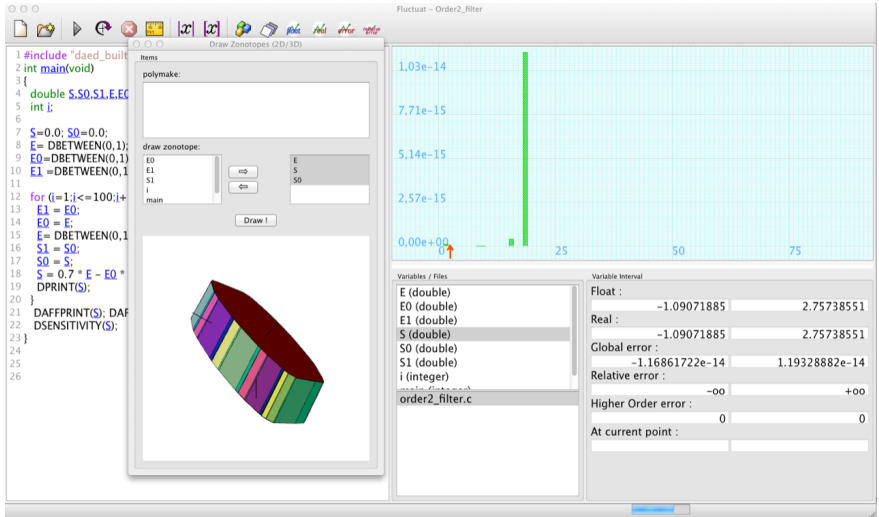 Fluctuat – Order2_filter
|x| [x] float real error
Draw Zonotopes (2D/3D)
Items
polymake:
draw zonotope:
E0
E1
S1
i
main
E
S
S0
Draw !
1 #include "daed_built
2 int main(void)
3 {
4 double S,S0,S1,E,E0
5 int i;
6
7 S=0.0; S0=0.0;
8 E= DBETWEEN(0,1);
9 E0=DBETWEEN(0,1)
10 E1 =DBETWEEN(0,1
11
12 for (i=1;i<=100;i+
13 E1 = E0;
14 E0 = E;
15 E= DBETWEEN(0,1
16 S1 = S0;
17 S0 = S;
18 S = 0.7 * E – E0 *
19 DPRINT(S);
20 }
21 DAFFPRINT(S); DAF
22 DSENSITIVITY(S);
23 }
24
25
26
1,03e-14
7,71e-15
5,14e-15
2,57e-15
0,00e+00
0 25 50 75
Variables / Files
E (double)
E0 (double)
E1 (double)
S (double)
S0 (double)
S1 (double)
i (integer)
main (integer)
order2_filter.c
Variable Interval
Float :
-1.09071885 2.75738551
Real :
-1.09071885 2.75738551
Global error :
-1.16861722e-14 1.19328882e-14
Relative error :
-oo +oo
Higher Order error :
0 0
At current point :